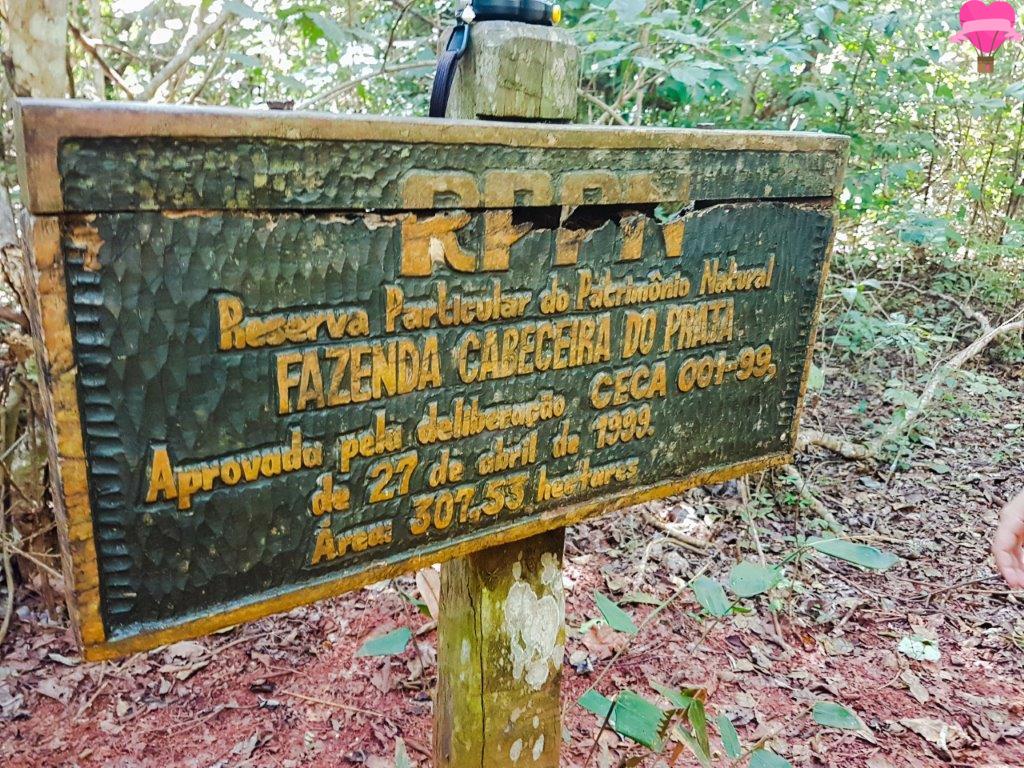 RPPN
Reserva Particular do Patrimônio Natural
FAZENDA CABECEIRA DO PRATA
Aprovada pela deliberação CECA 001-99,
de 27 de abril de 1999.
Área: 307,53 hectares